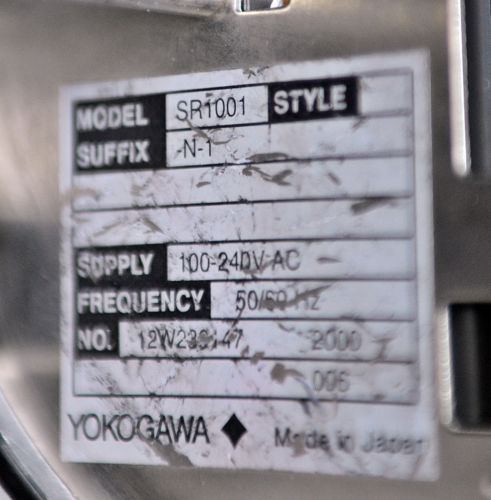 MODEL SR1001 STYLE
SUFFIX -N-1
SUPPLY 100-240V AC
FREQUENCY 50/60 Hz
NO. 2000
006
YOKOGAWA Made in Japan